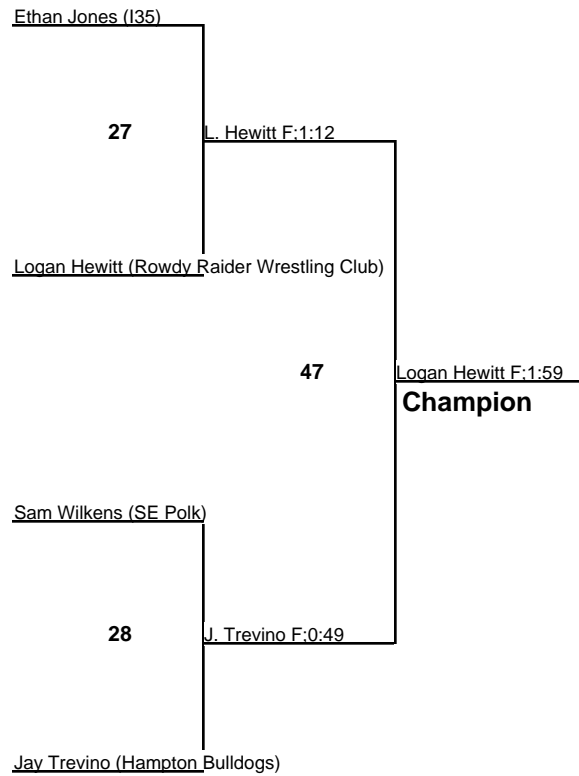 Ethan Jones (I35)
27
L. Hewitt F;1:12
Logan Hewitt (Rowdy Raider Wrestling Club)
47
Logan Hewitt F;1:59
Champion
Sam Wilkens (SE Polk)
28
J. Trevino F;0:49
Jay Trevino (Hampton Bulldogs)